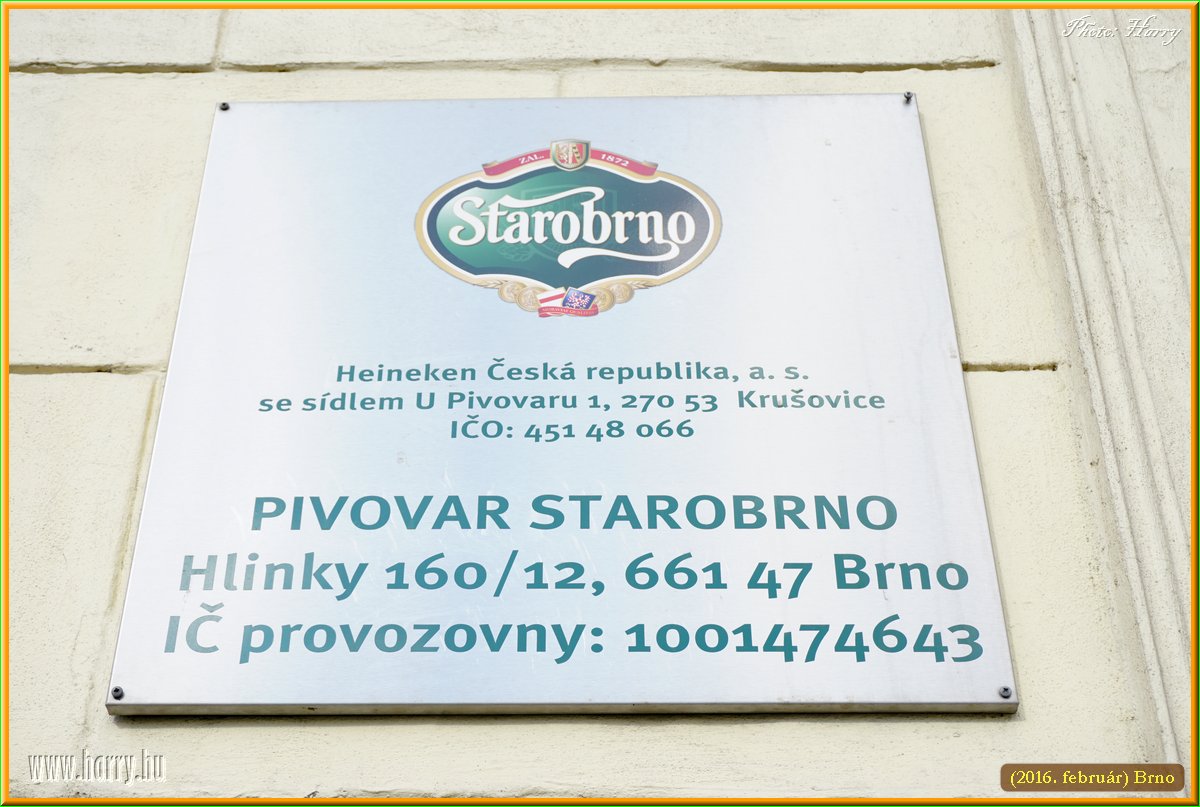 Photo: Harry
ZAL. 1872
Starobrno
Heineken Česká republika, a. s.
se sídlem U Pivovaru 1, 270 53 Krušovice
IČO: 451 48 066
PIVOVAR STAROBRNO
Hlinky 160/12, 661 47 Brno
IČ provozovny: 1001474643
www.harry.hu
(2016. február) Brno